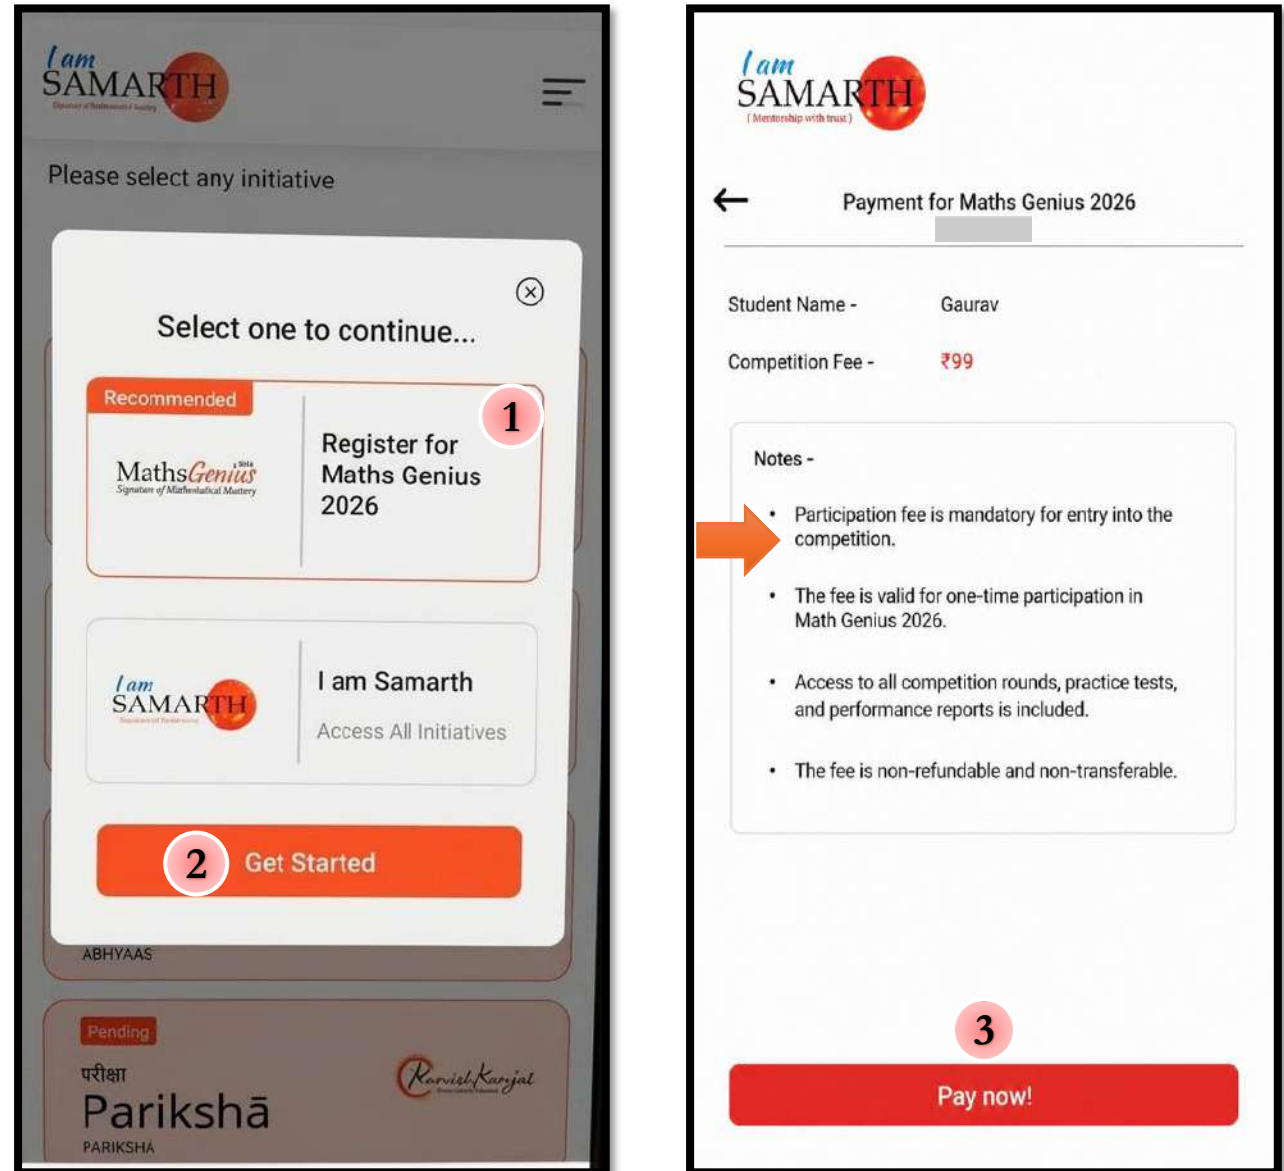 I am
SAMARTH
Please select any initiative
Select one to continue...
Recommended
1
MathsGenius
Signature of Mathematical Mastery
Register for
Maths Genius
2026
I am
SAMARTH
I am Samarth
Access All Initiatives
2
Get Started
ABHYAAS
Pending
परीक्षा
Parikshā
PARIKSHA
Karvish Kanjal
I am
SAMARTH
( Mentorship with trust )
Payment for Maths Genius 2026
Student Name - Gaurav
Competition Fee - ₹99
Notes -
• Participation fee is mandatory for entry into the
competition.
• The fee is valid for one-time participation in
Math Genius 2026.
• Access to all competition rounds, practice tests,
and performance reports is included.
• The fee is non-refundable and non-transferable.
3
Pay now!